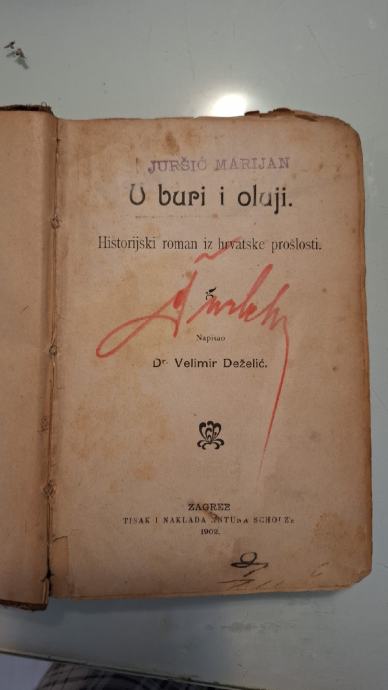 JURŠIĆ MARIJAN
U buri i oluji.
Historijski roman iz hrvatske prošlosti.
Napisao
Dr. Velimir Deželić.
ZAGREB
TISAK I NAKLADA ANTUNA SCHOLZA
1902.